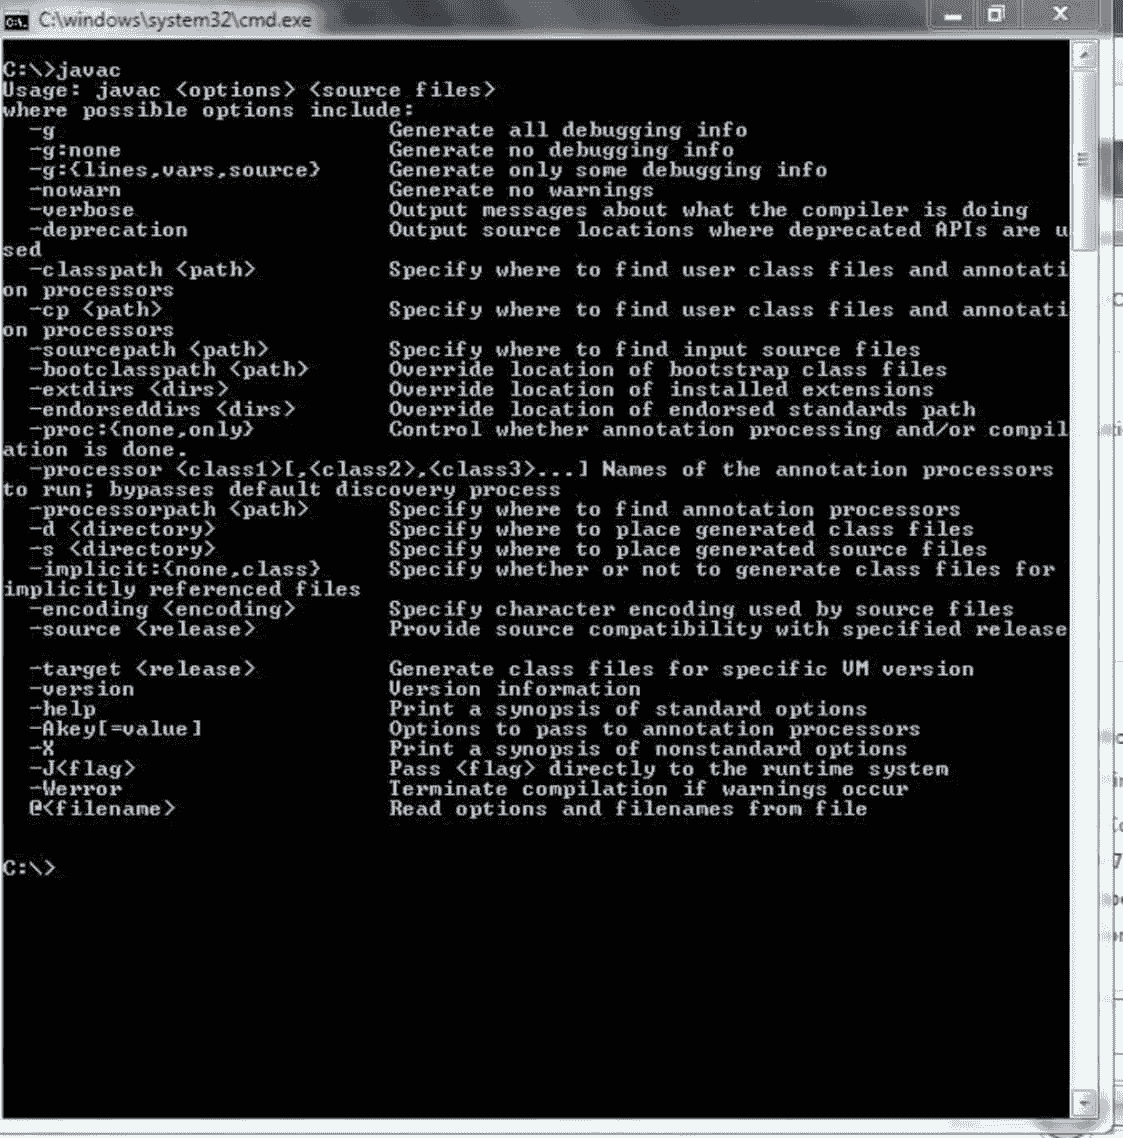 C:\windows\system32\cmd.exe
C:\>javac
Usage: javac <options> <source files>
where possible options include:
  -g                         Generate all debugging info
  -g:none                    Generate no debugging info
  -g:{lines,vars,source}     Generate only some debugging info
  -nowarn                    Generate no warnings
  -verbose                   Output messages about what the compiler is doing
  -deprecation               Output source locations where deprecated APIs are u
sed
  -classpath <path>          Specify where to find user class files and annotati
on processors
  -cp <path>                 Specify where to find user class files and annotati
on processors
  -sourcepath <path>         Specify where to find input source files
  -bootclasspath <path>      Override location of bootstrap class files
  -extdirs <dirs>            Override location of installed extensions
  -endorseddirs <dirs>       Override location of endorsed standards path
  -proc:{none,only}          Control whether annotation processing and/or compil
ation is done.
  -processor <class1>[,<class2>,<class3>...] Names of the annotation processors
to run; bypasses default discovery process
  -processorpath <path>      Specify where to find annotation processors
  -d <directory>             Specify where to place generated class files
  -s <directory>             Specify where to place generated source files
  -implicit:{none,class}     Specify whether or not to generate class files for
implicitly referenced files
  -encoding <encoding>       Specify character encoding used by source files
  -source <release>          Provide source compatibility with specified release
  -target <release>          Generate class files for specific VM version
  -version                   Version information
  -help                      Print a synopsis of standard options
  -Akey[=value]              Options to pass to annotation processors
  -X                         Print a synopsis of nonstandard options
  -J<flag>                   Pass <flag> directly to the runtime system
  -Werror                    Terminate compilation if warnings occur
  @<filename>                Read options and filenames from file
C:\>